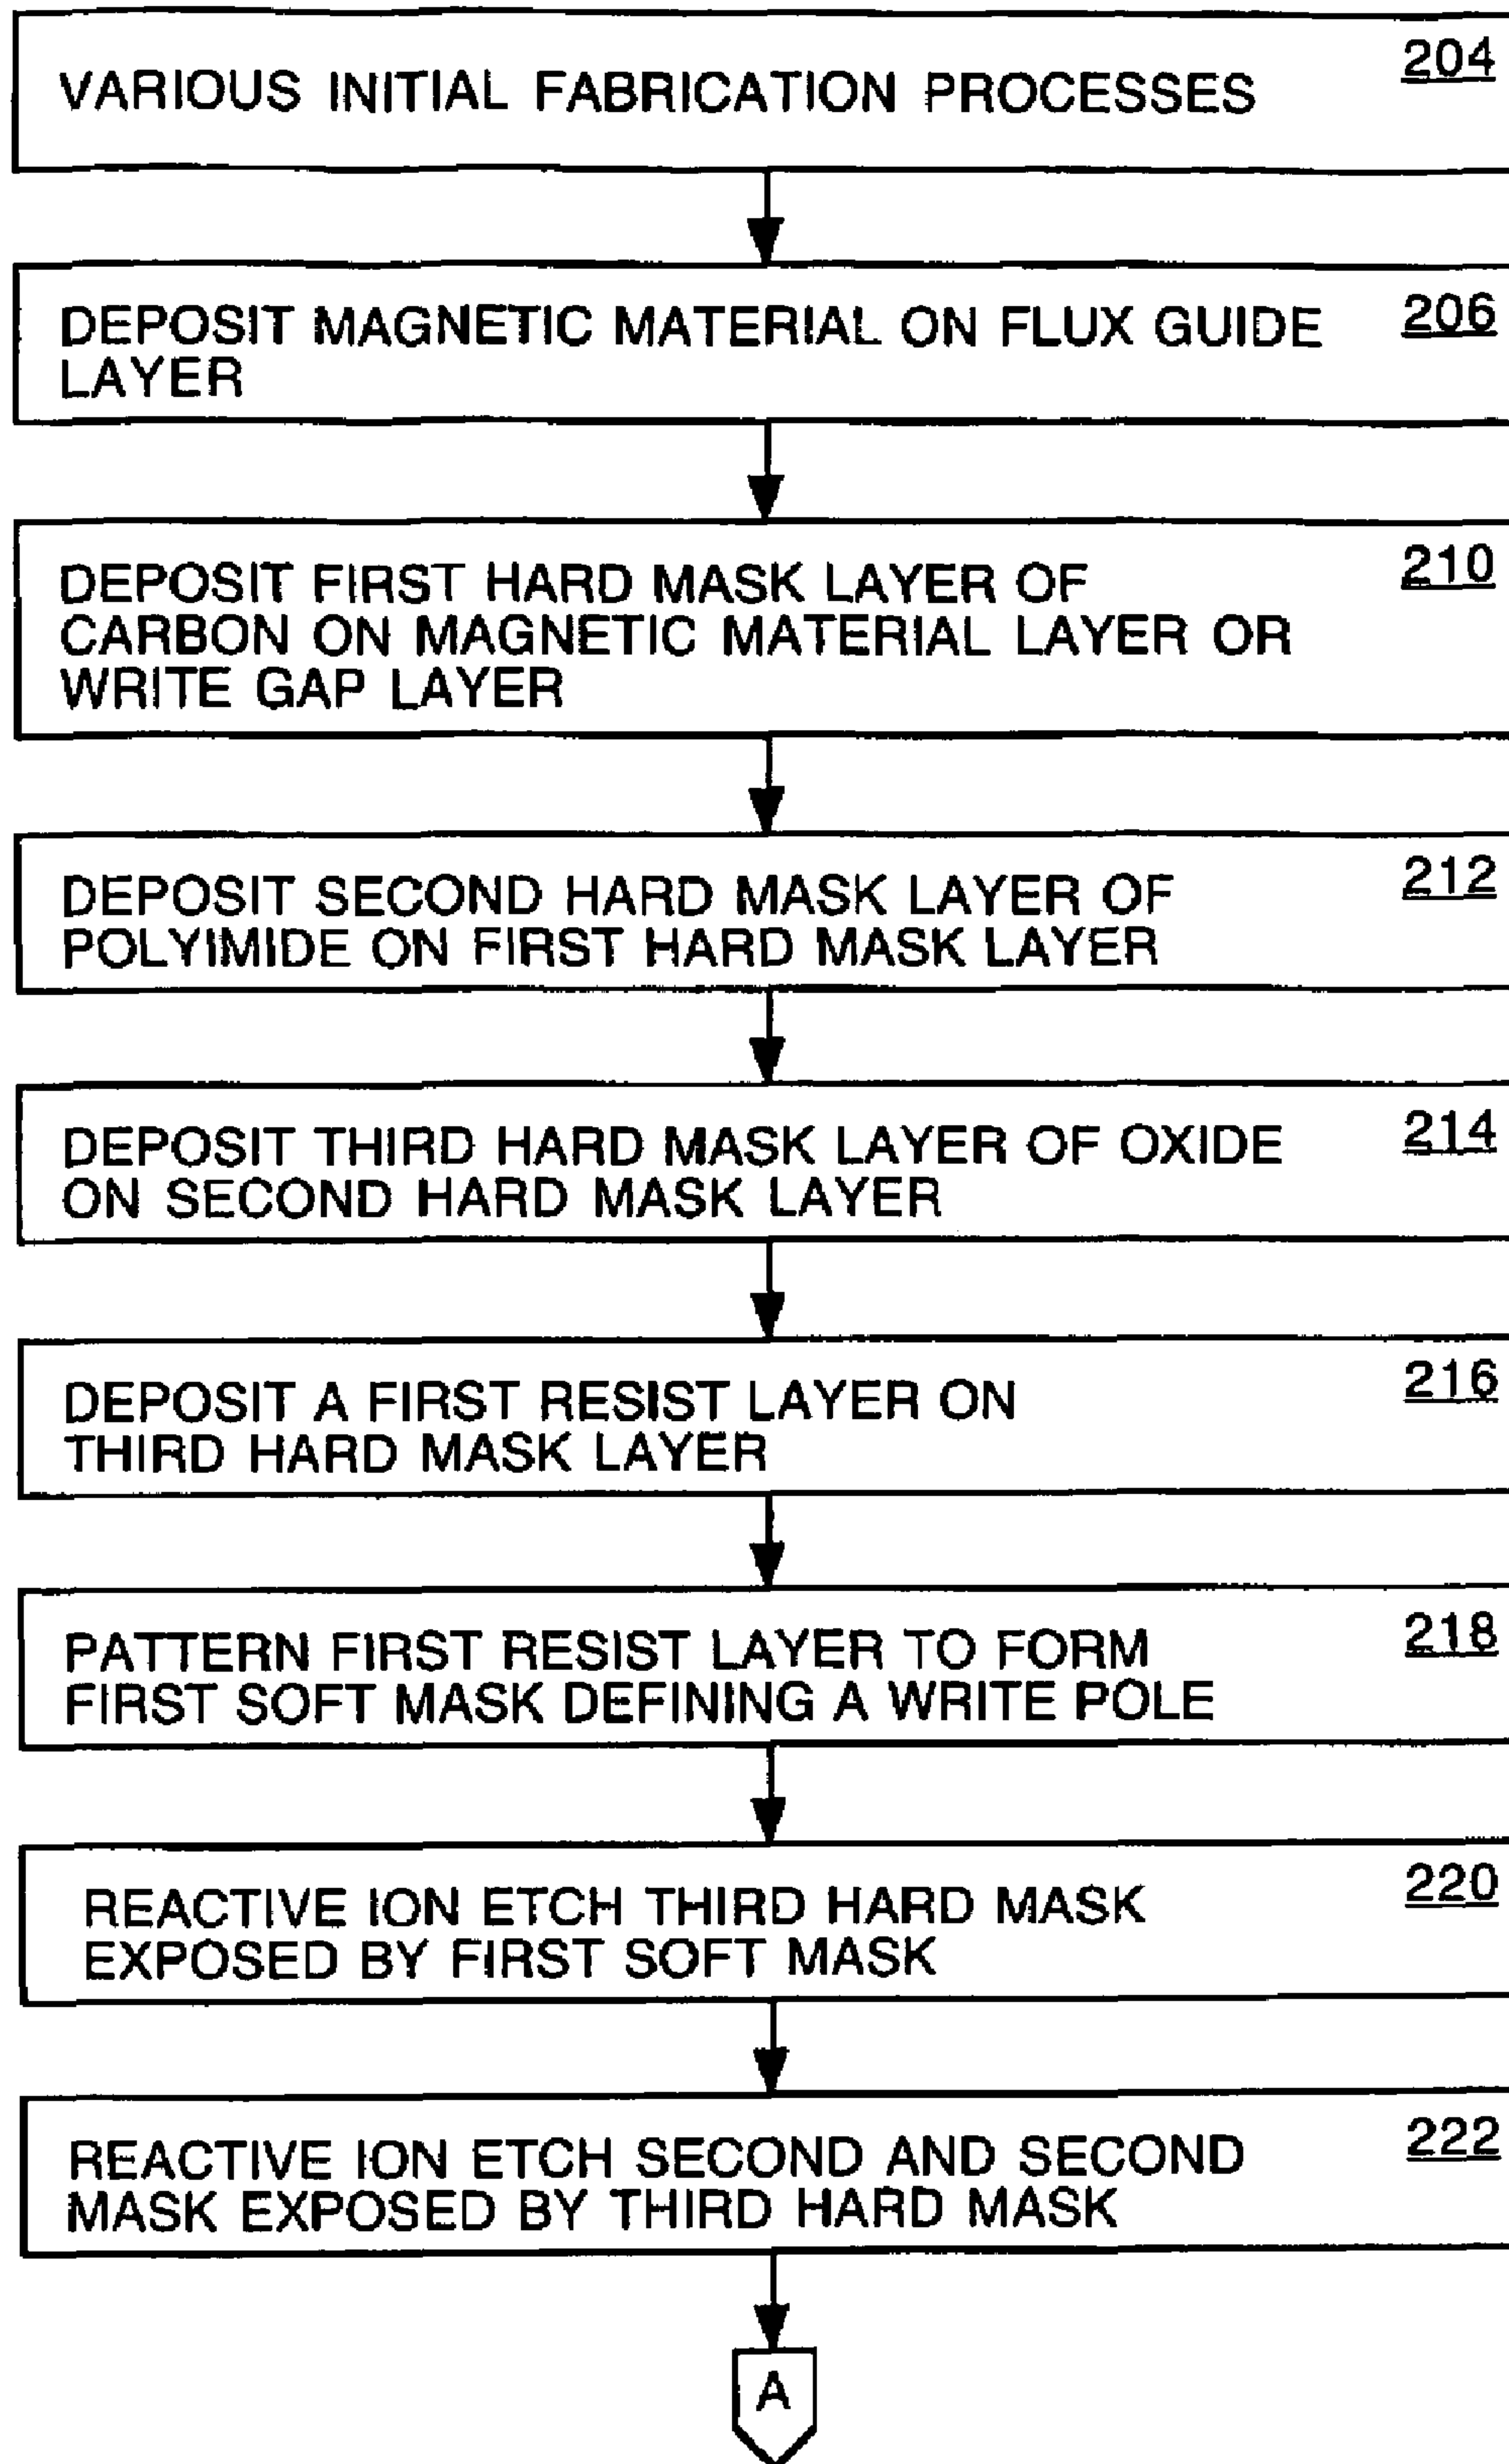 VARIOUS INITIAL FABRICATION PROCESSES 204
DEPOSIT MAGNETIC MATERIAL ON FLUX GUIDE 206
LAYER
DEPOSIT FIRST HARD MASK LAYER OF 210
CARBON ON MAGNETIC MATERIAL LAYER OR
WRITE GAP LAYER
DEPOSIT SECOND HARD MASK LAYER OF 212
POLYIMIDE ON FIRST HARD MASK LAYER
DEPOSIT THIRD HARD MASK LAYER OF OXIDE 214
ON SECOND HARD MASK LAYER
DEPOSIT A FIRST RESIST LAYER ON 216
THIRD HARD MASK LAYER
PATTERN FIRST RESIST LAYER TO FORM 218
FIRST SOFT MASK DEFINING A WRITE POLE
REACTIVE ION ETCH THIRD HARD MASK 220
EXPOSED BY FIRST SOFT MASK
REACTIVE ION ETCH SECOND AND SECOND 222
MASK EXPOSED BY THIRD HARD MASK
A